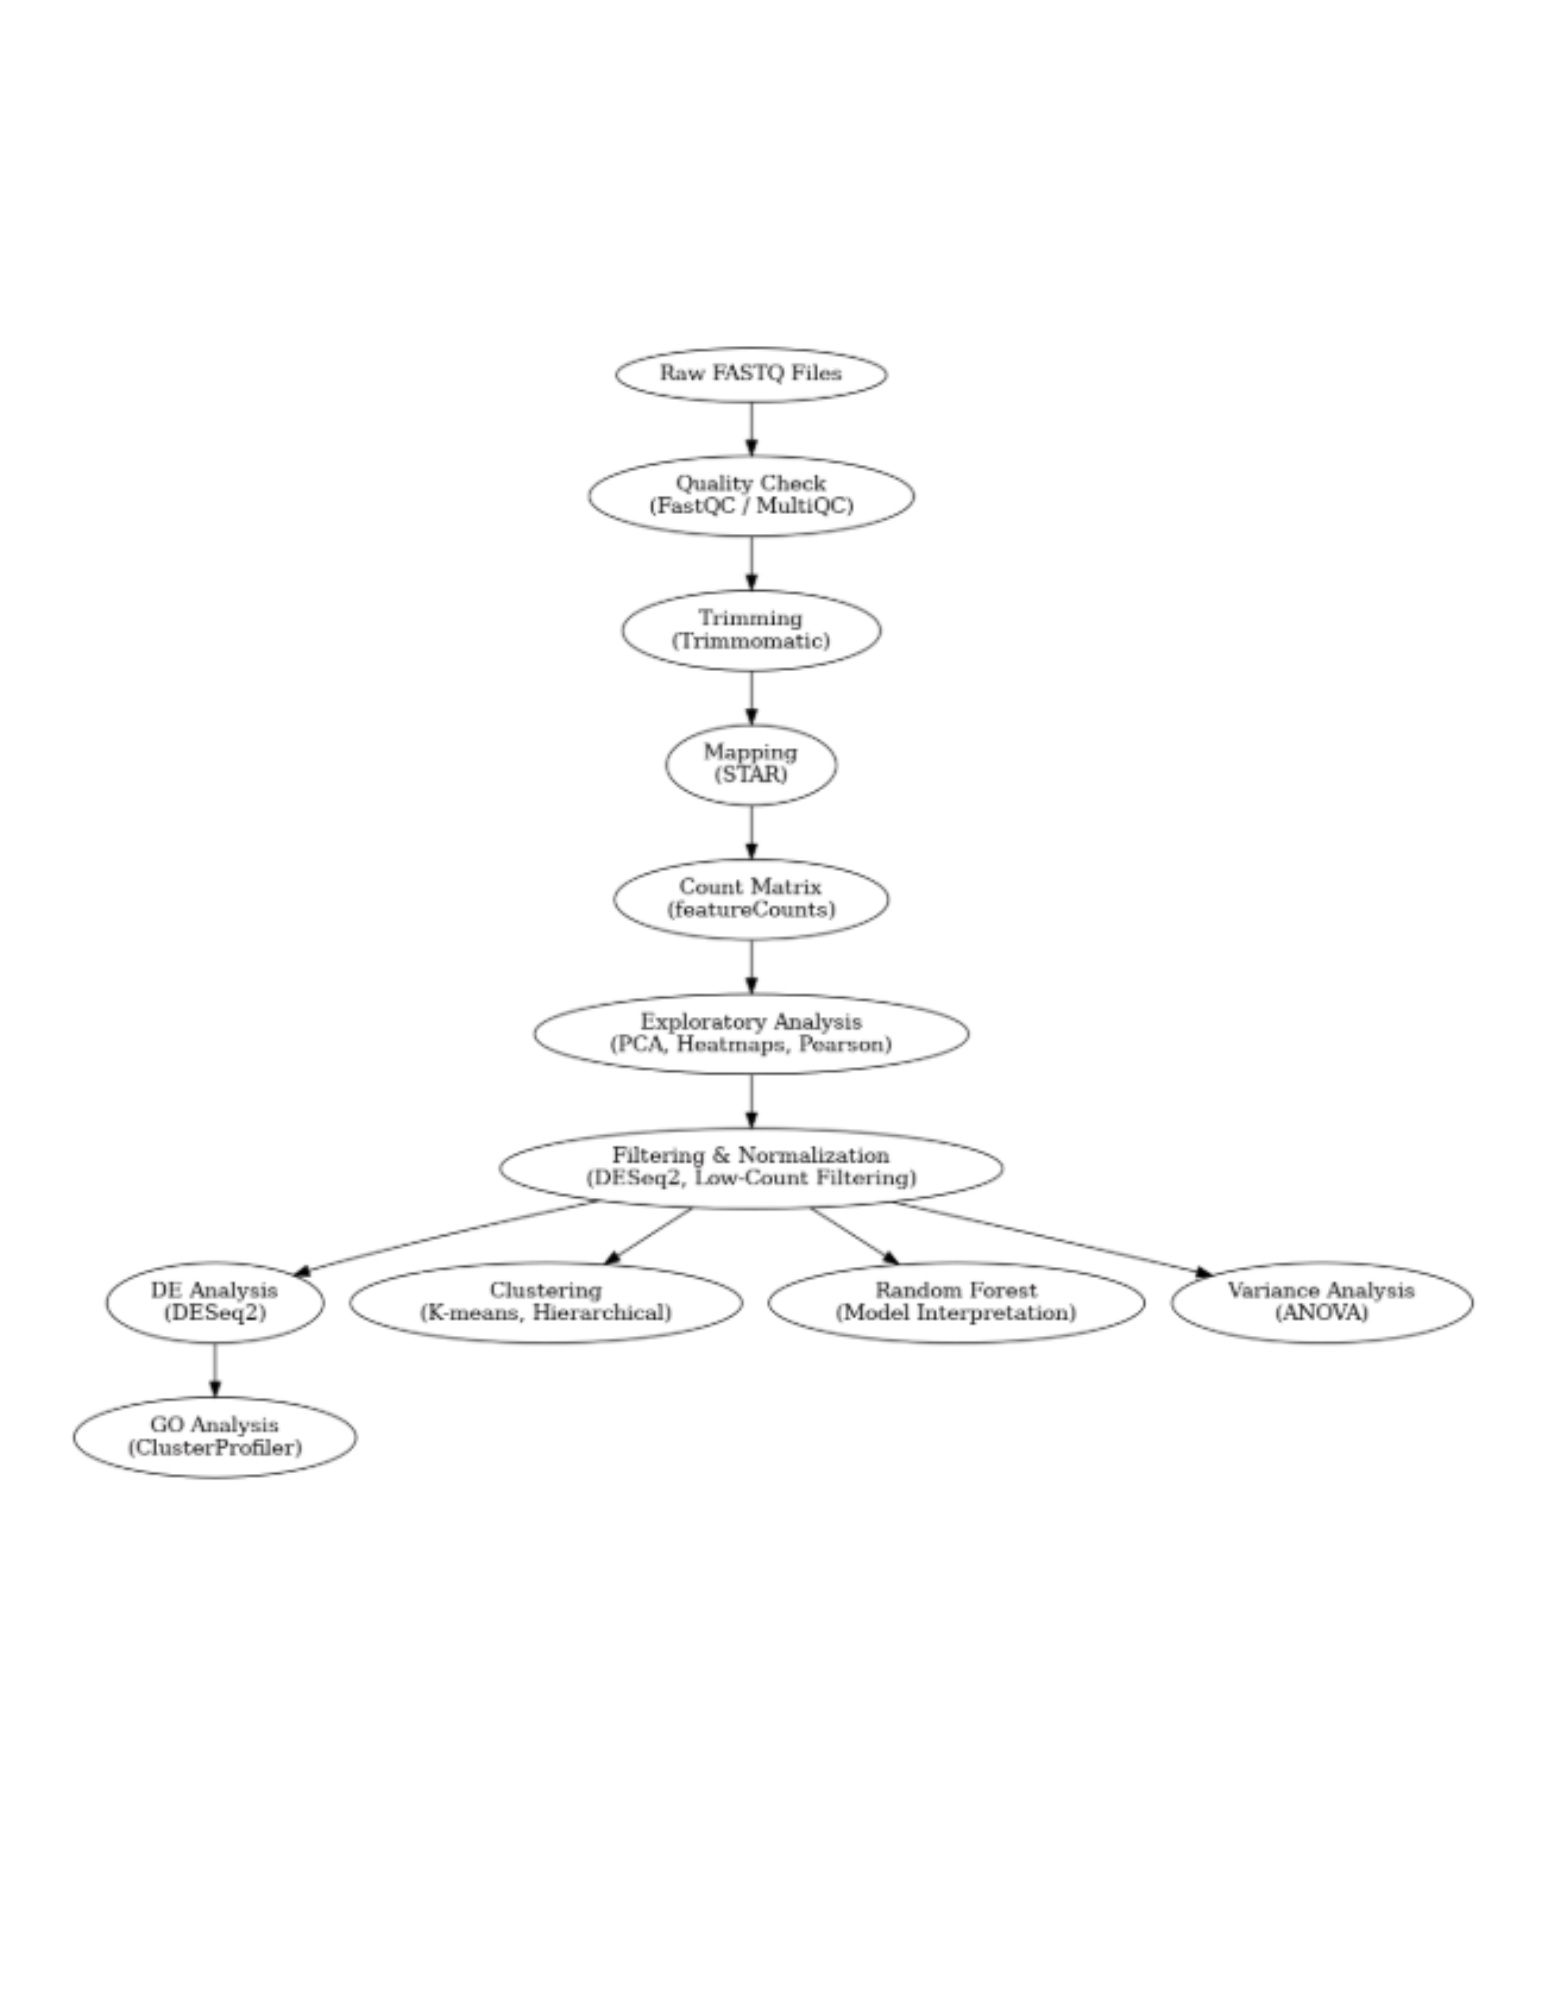 Raw FASTQ Files
Quality Check
(FastQC / MultiQC)
Trimming
(Trimmomatic)
Mapping
(STAR)
Count Matrix
(featureCounts)
Exploratory Analysis
(PCA, Heatmaps, Pearson)
Filtering & Normalization
(DESeq2, Low-Count Filtering)
DE Analysis
(DESeq2)
Clustering
(K-means, Hierarchical)
Random Forest
(Model Interpretation)
Variance Analysis
(ANOVA)
GO Analysis
(ClusterProfiler)